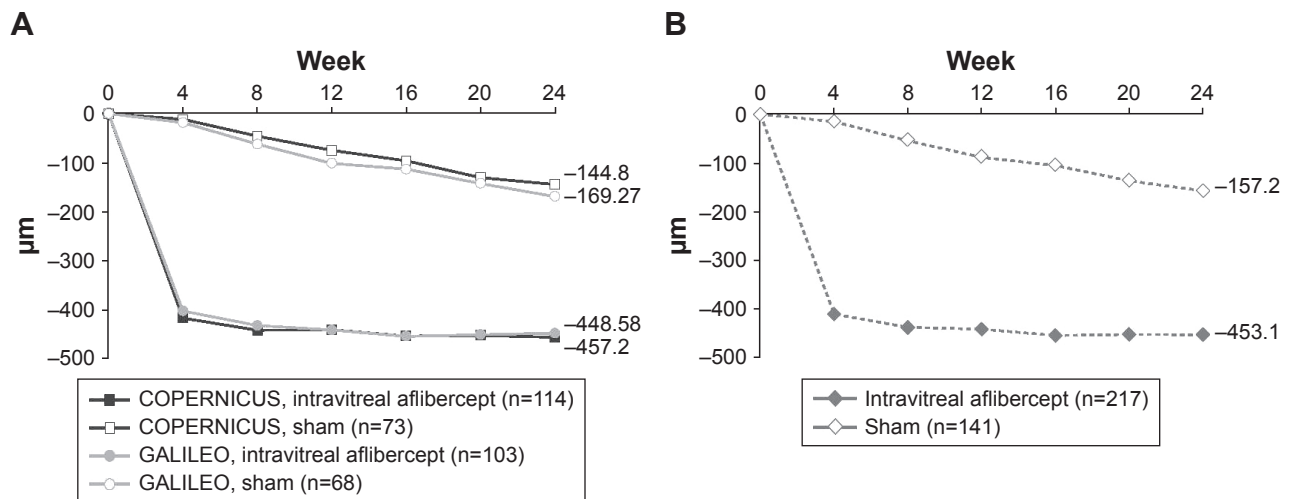 A
Week
0 4 8 12 16 20 24
0
–100
–200
–300
–400
–500
µm
–144.8
–169.27
–448.58
–457.2
COPERNICUS, intravitreal aflibercept (n=114)
COPERNICUS, sham (n=73)
GALILEO, intravitreal aflibercept (n=103)
GALILEO, sham (n=68)
B
Week
0 4 8 12 16 20 24
0
–100
–200
–300
–400
–500
µm
–157.2
–453.1
Intravitreal aflibercept (n=217)
Sham (n=141)